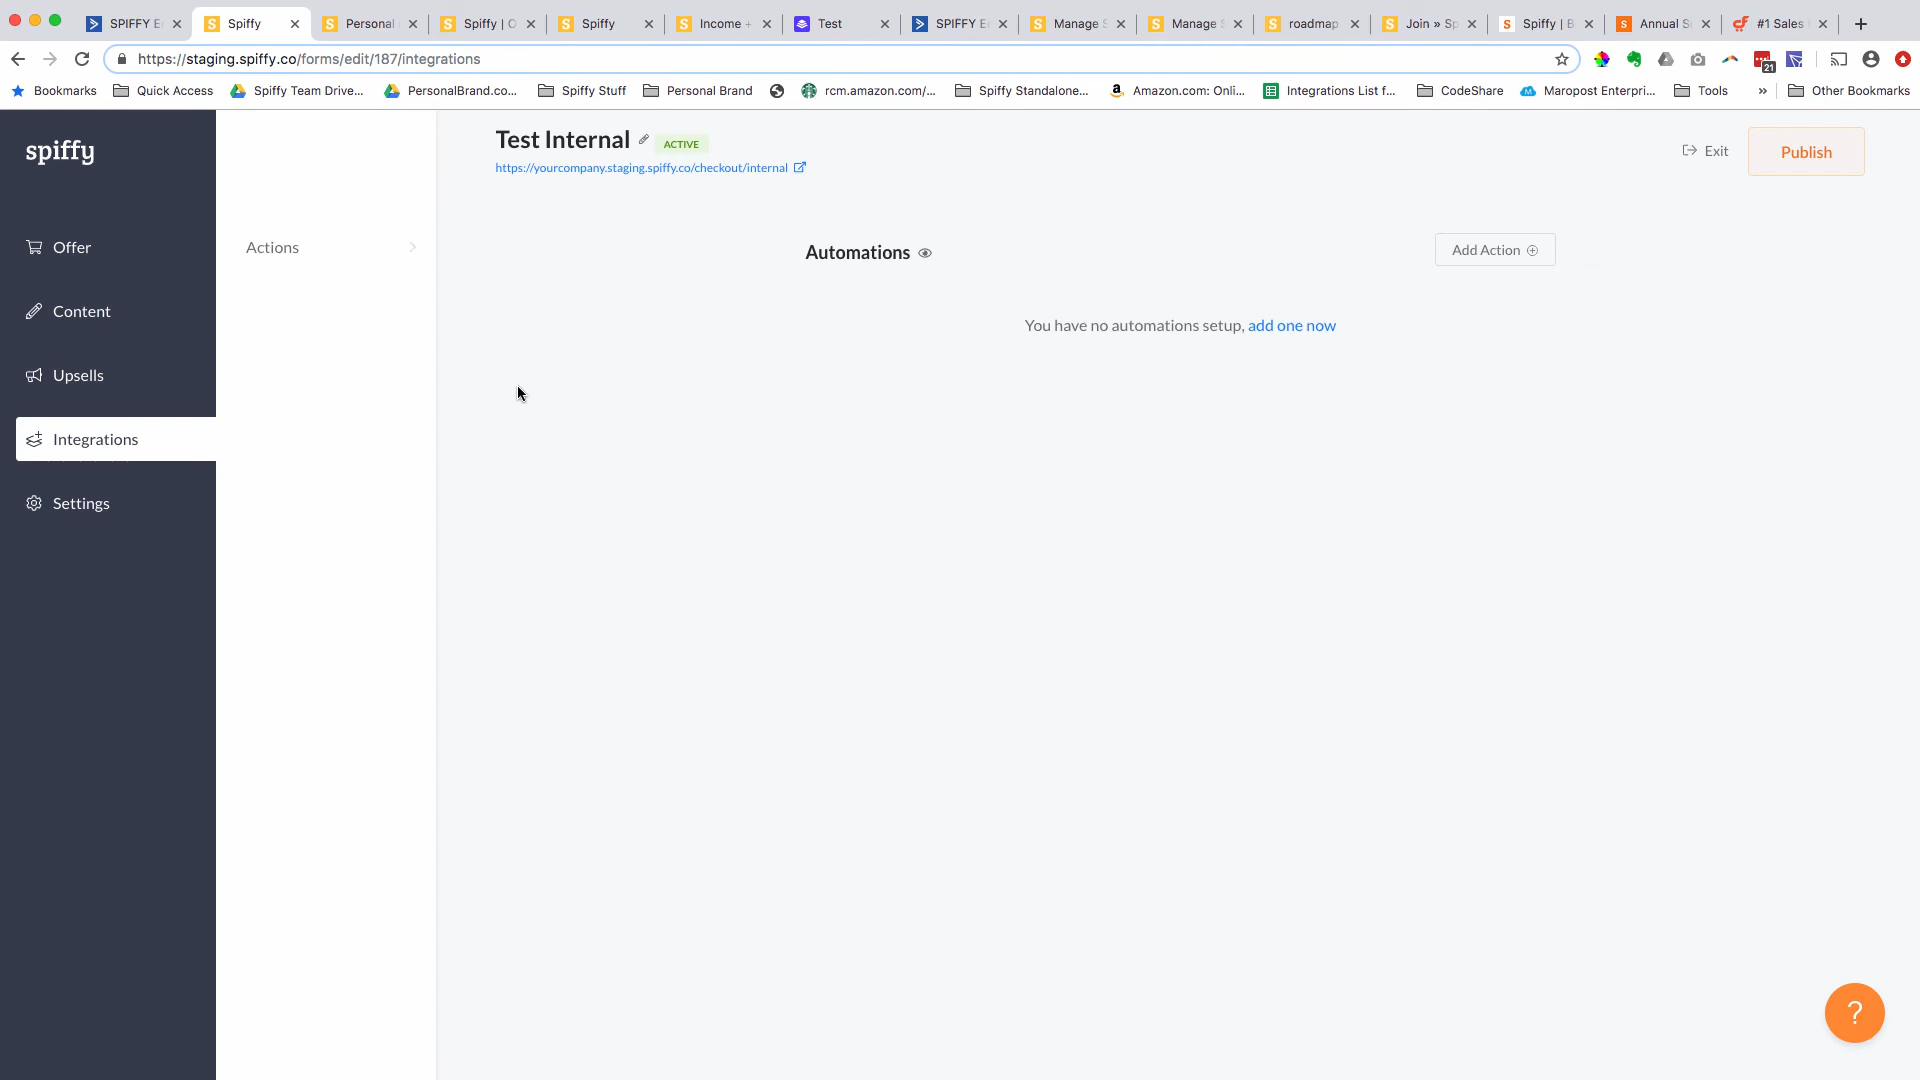 SPIFFY E
Spiffy
Personal
Spiffy | O
Spiffy
Income +
Test
SPIFFY E
Manage S
Manage S
roadmap
Join » Sp
Spiffy | B
Annual S
#1 Sales
https://staging.spiffy.co/forms/edit/187/integrations
21
Bookmarks
Quick Access
Spiffy Team Drive...
PersonalBrand.co...
Spiffy Stuff
Personal Brand
rcm.amazon.com/...
Spiffy Standalone...
Amazon.com: Onli...
Integrations List f...
CodeShare
Maropost Enterpri...
Tools
»
Other Bookmarks
spiffy
Test Internal
ACTIVE
https://yourcompany.staging.spiffy.co/checkout/internal
Exit
Publish
Offer
Content
Upsells
Integrations
Settings
Actions
Automations
Add Action
You have no automations setup, add one now
?